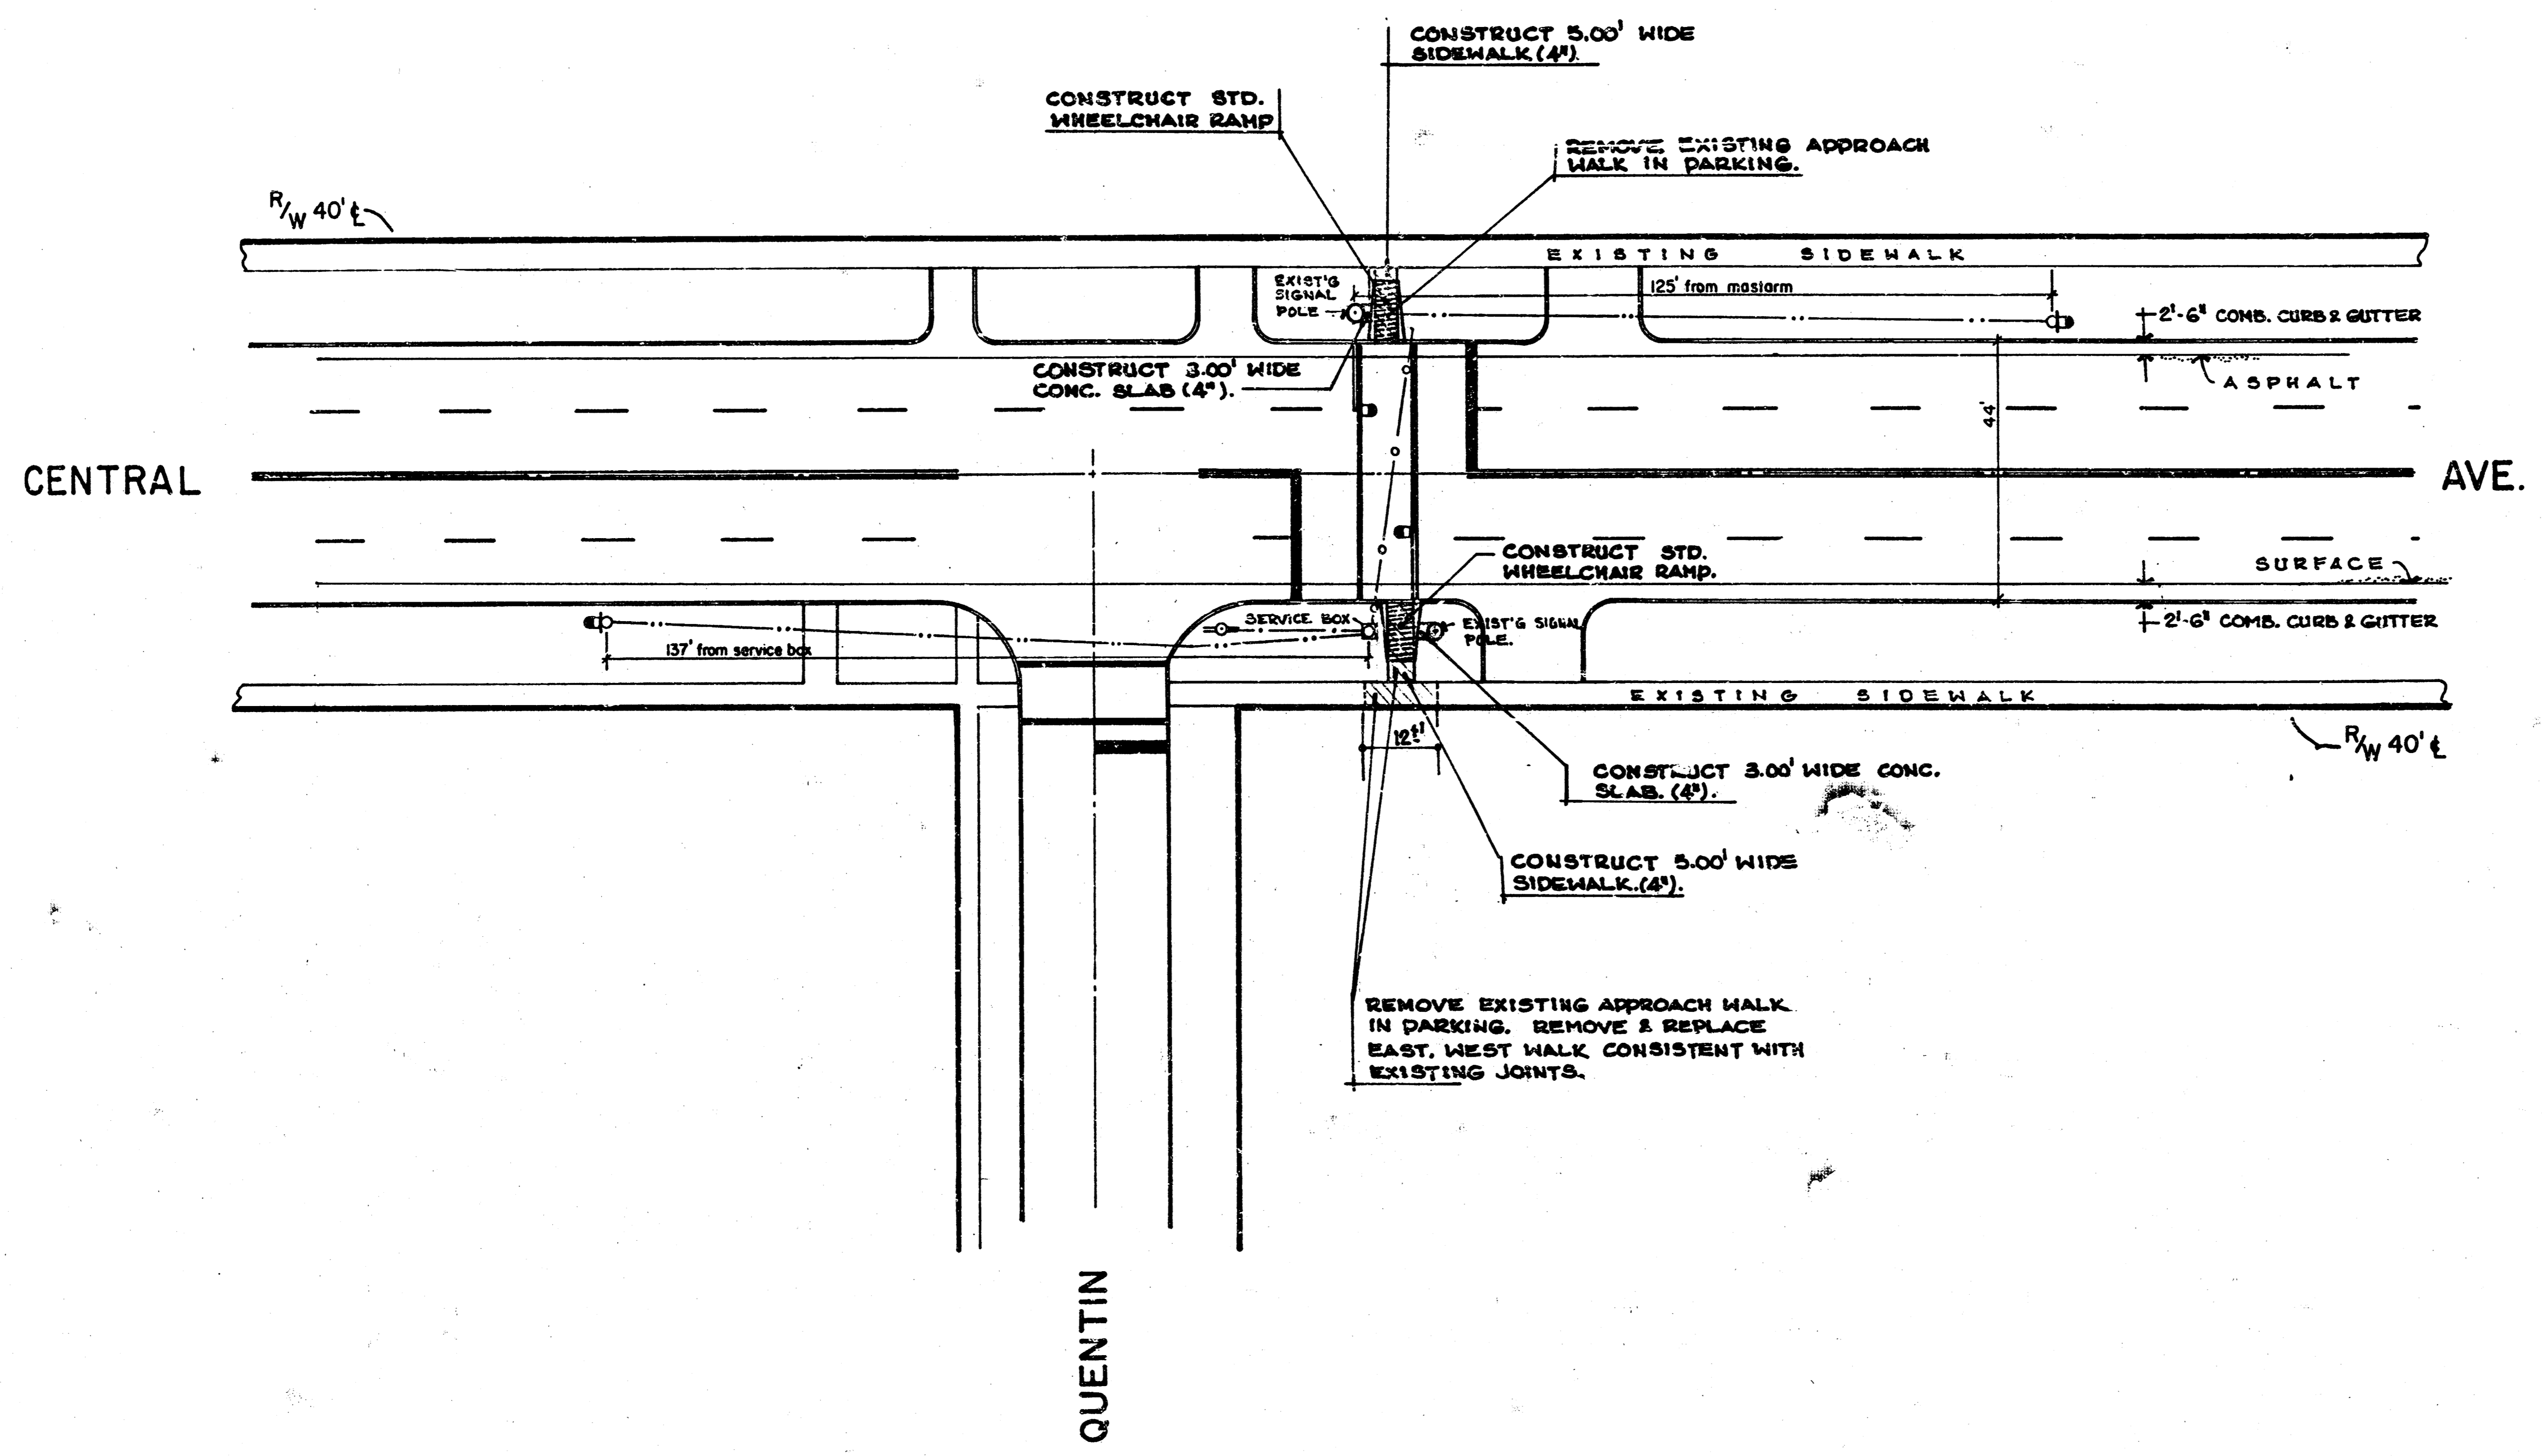 CONSTRUCT 5.00' WIDE
SIDEWALK (4").
CONSTRUCT STD.
WHEELCHAIR RAMP
REMOVE EXISTING APPROACH
WALK IN PARKING.
R/W 40' ℄
EXISTING SIDEWALK
EXIST'G
SIGNAL
POLE
125' from mastarm
2'-6" COMB. CURB & GUTTER
CONSTRUCT 3.00' WIDE
CONC. SLAB (4").
ASPHALT
44'
CENTRAL AVE.
CONSTRUCT STD.
WHEELCHAIR RAMP.
SURFACE
SERVICE BOX
EXIST'G SIGNAL
POLE.
2'-6" COMB. CURB & GUTTER
137' from service box
EXISTING SIDEWALK
12±'
R/W 40' ℄
CONSTRUCT 3.00' WIDE CONC.
SLAB. (4").
CONSTRUCT 5.00' WIDE
SIDEWALK.(4").
REMOVE EXISTING APPROACH WALK
IN PARKING. REMOVE & REPLACE
EAST. WEST WALK CONSISTENT WITH
EXISTING JOINTS.
QUENTIN